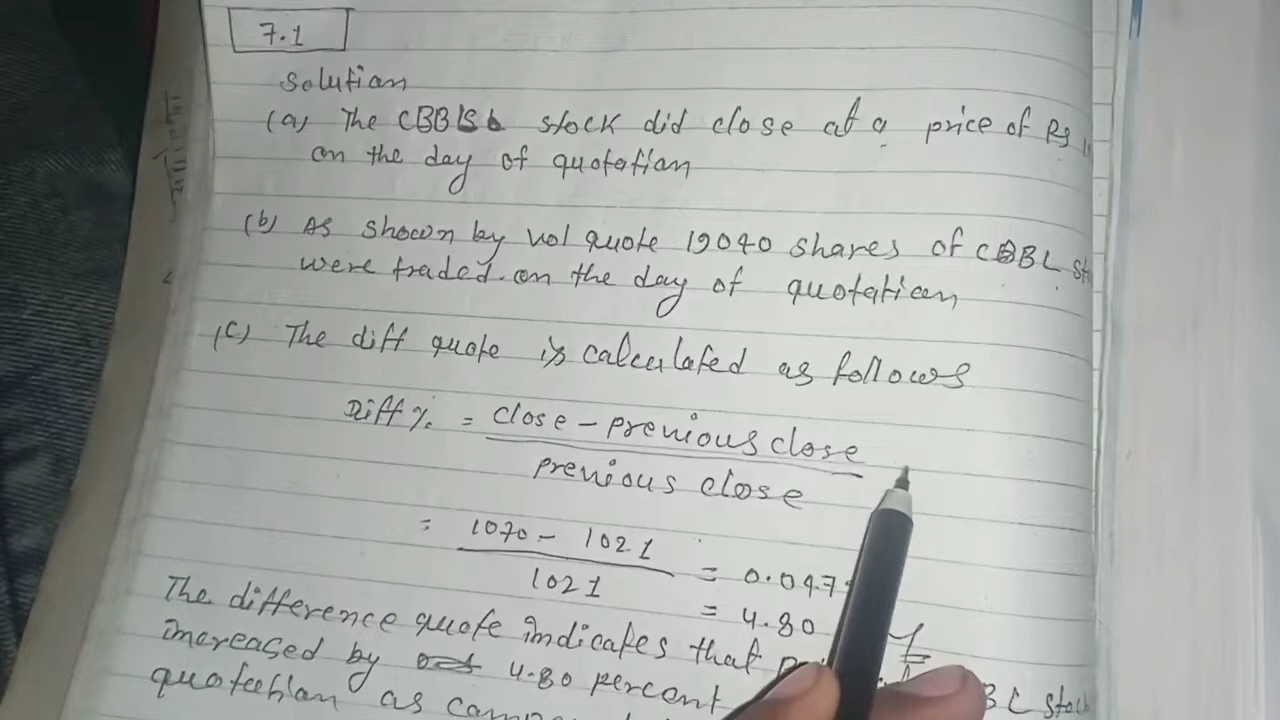 7.1
Solution
(a) The CBBL stock did close at a price of Rs
on the day of quotation
(b) As shown by vol quote 19040 shares of CBBL st
were traded on the day of quotation
(c) The diff quote is calculated as follows
Diff % = close - previous close
previous close
= 1070 - 1021
1021
= 0.047
= 4.80
The difference quote indicates that
increased by 4.80 percent BL stock
quotation as